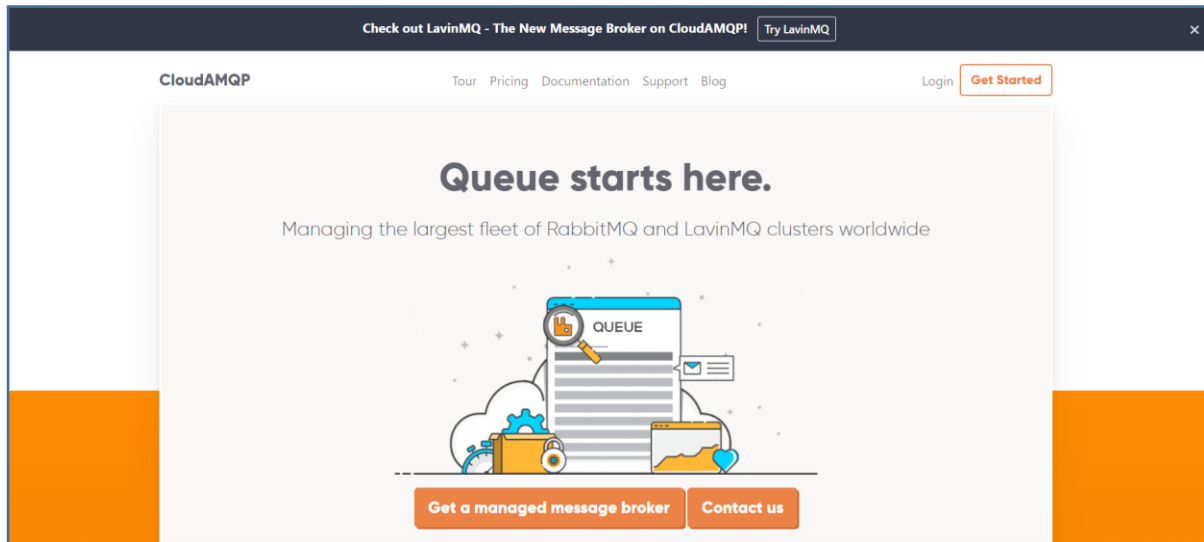 Check out LavinMQ - The New Message Broker on CloudAMQP! Try LavinMQ ×
CloudAMQP Tour Pricing Documentation Support Blog Login Get Started
Queue starts here.
Managing the largest fleet of RabbitMQ and LavinMQ clusters worldwide
QUEUE
Get a managed message broker Contact us